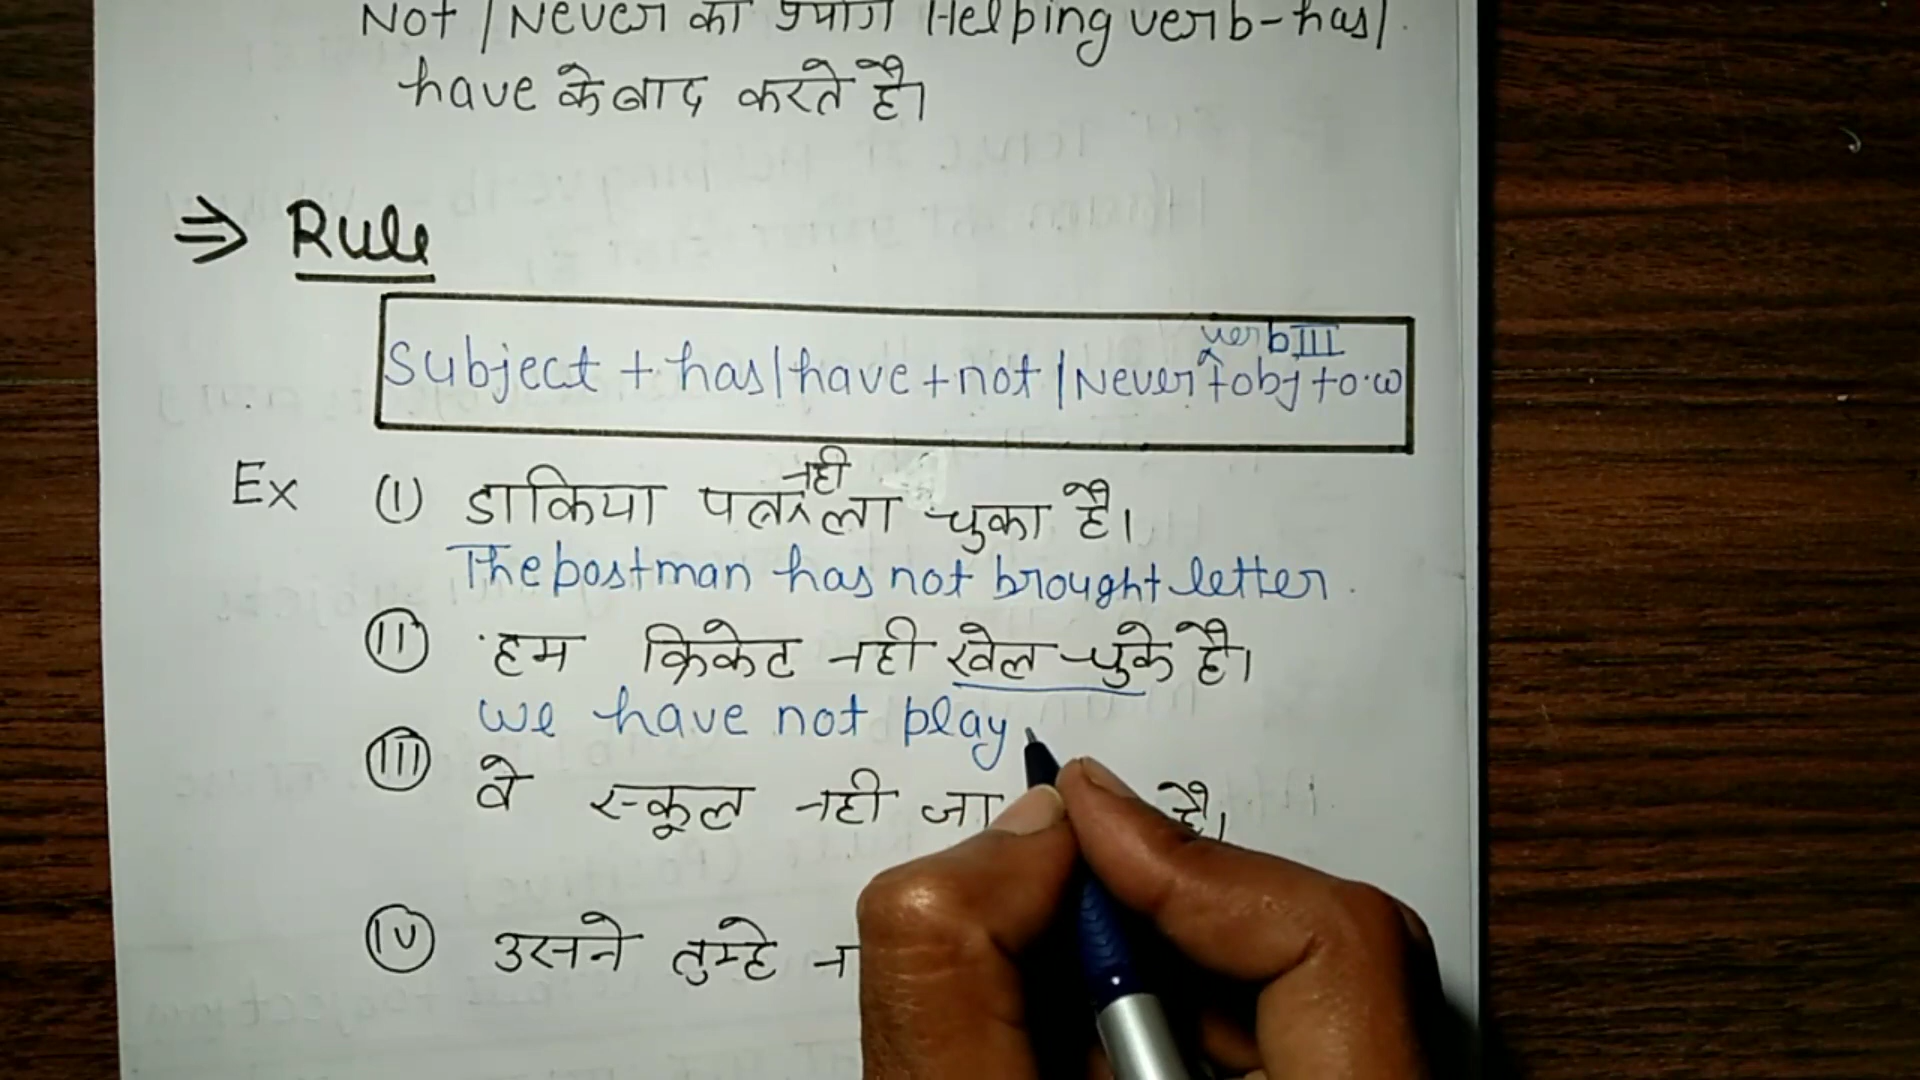 Not / Never का प्रयोग Helping verb - has /
have के बाद करते है।
⇒ Rule
verb III
Subject + has / have + not / Never + obj + o.w
Ex (I) डाकिया पत्र नही ला चुका है।
The postman has not brought letter.
(II) हम क्रिकेट नही खेल चुके है।
we have not play
(III) वे स्कूल नही जा है।
(IV) उसने तुम्हे